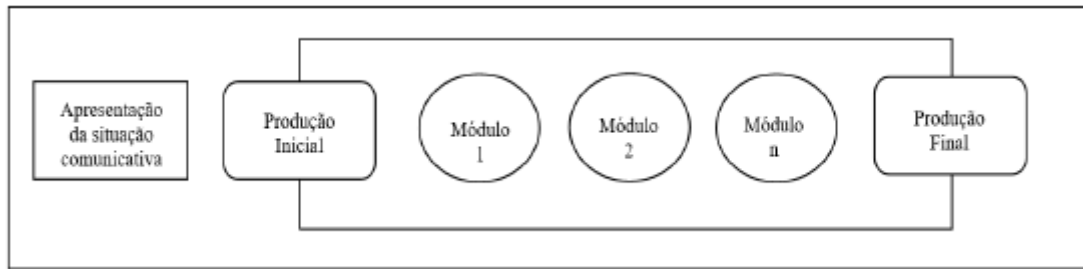 Apresentação
da situação
comunicativa
Produção
Inicial
Módulo
1
Módulo
2
Módulo
n
Produção
Final